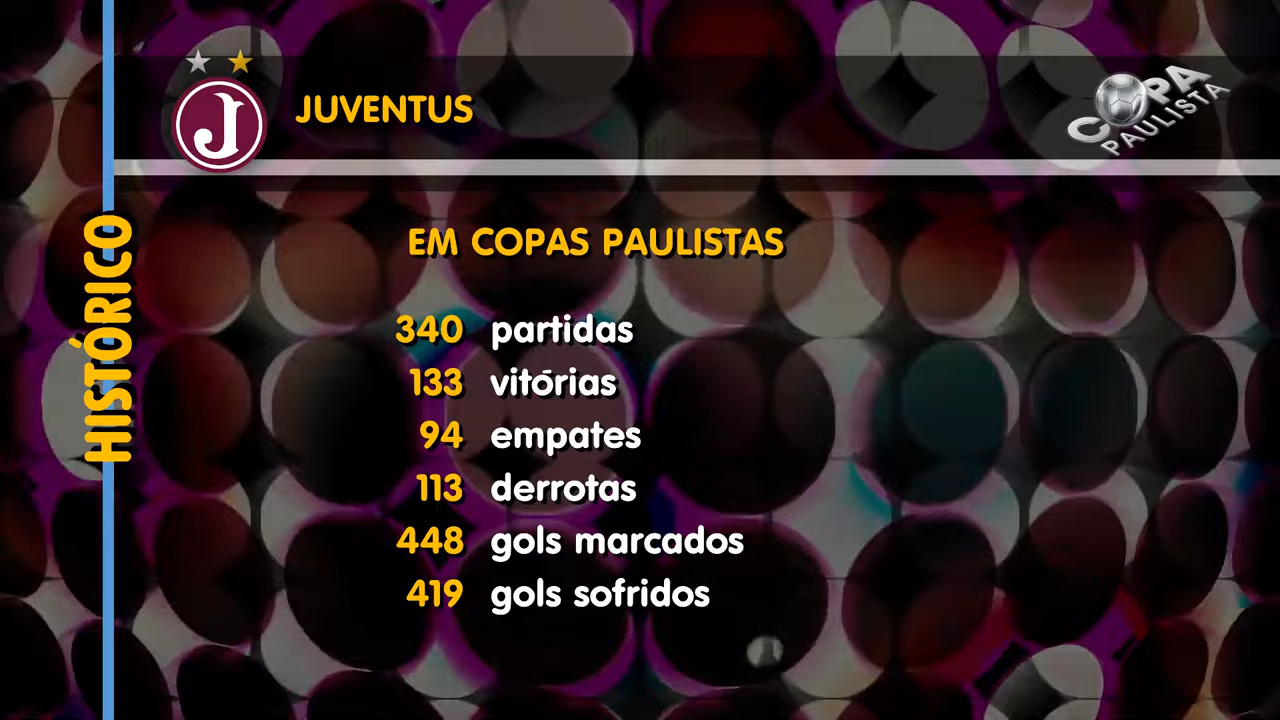 JUVENTUS
J
COPA
PAULISTA
HISTÓRICO
EM COPAS PAULISTAS
340 partidas
133 vitórias
94 empates
113 derrotas
448 gols marcados
419 gols sofridos